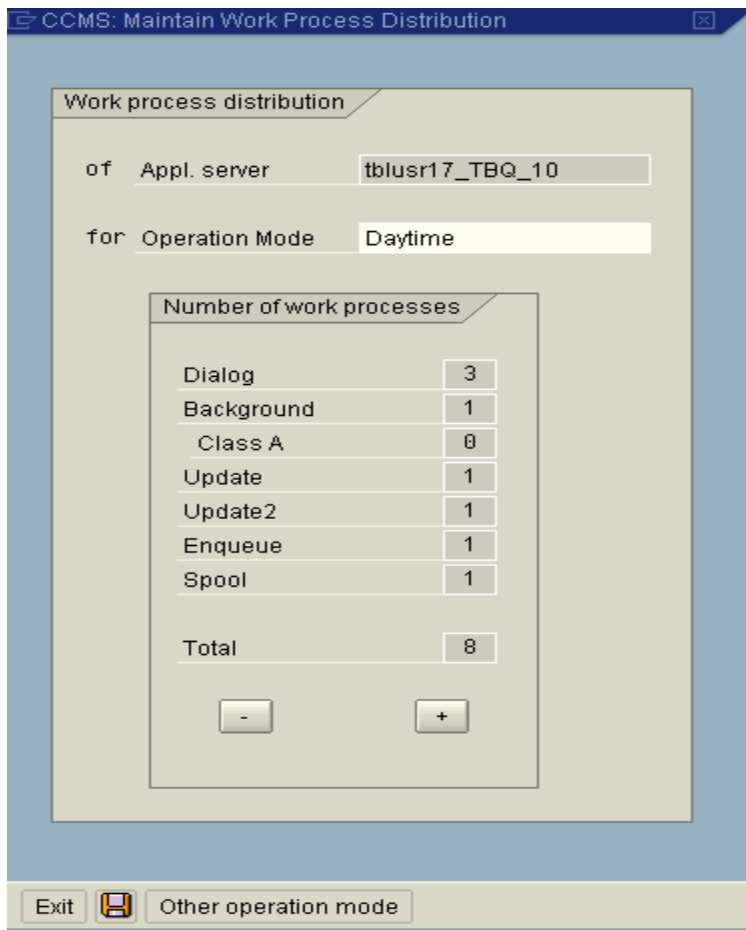 CCMS: Maintain Work Process Distribution
Work process distribution
of Appl. server tblusr17_TBQ_10
for Operation Mode Daytime
Number of work processes
Dialog 3
Background 1
Class A 0
Update 1
Update2 1
Enqueue 1
Spool 1
Total 8
- +
Exit Other operation mode